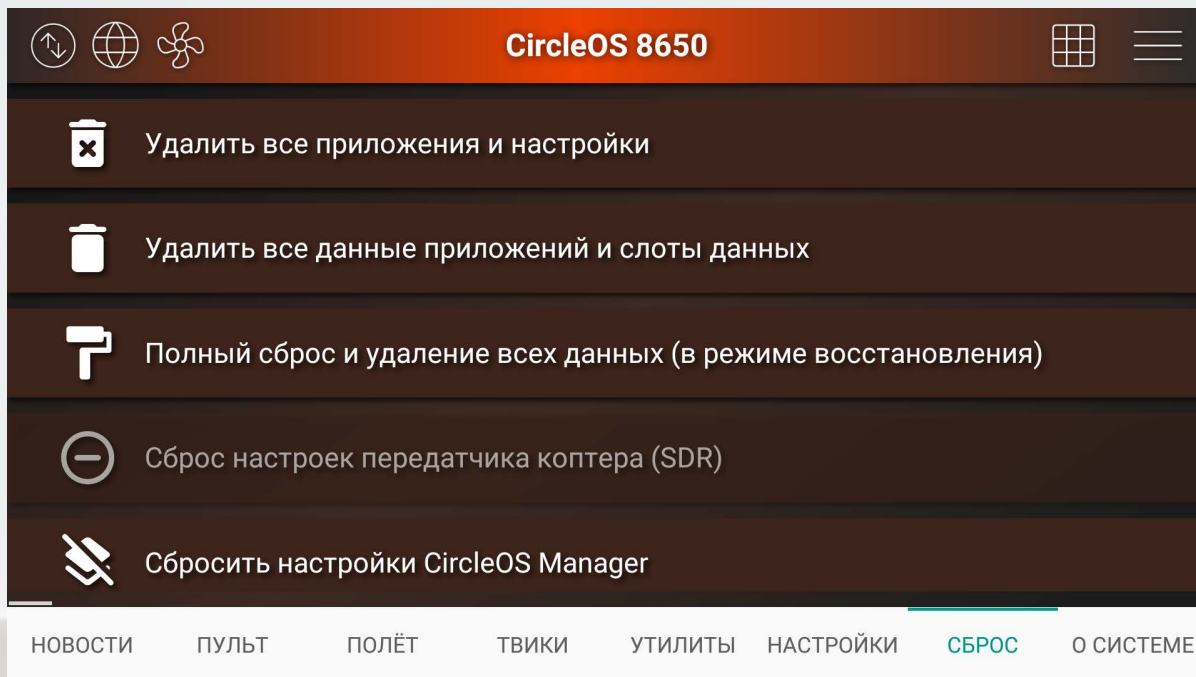 CircleOS 8650
Удалить все приложения и настройки
Удалить все данные приложений и слоты данных
Полный сброс и удаление всех данных (в режиме восстановления)
Сброс настроек передатчика коптера (SDR)
Сбросить настройки CircleOS Manager
НОВОСТИ ПУЛЬТ ПОЛЁТ ТВИКИ УТИЛИТЫ НАСТРОЙКИ СБРОС О СИСТЕМЕ